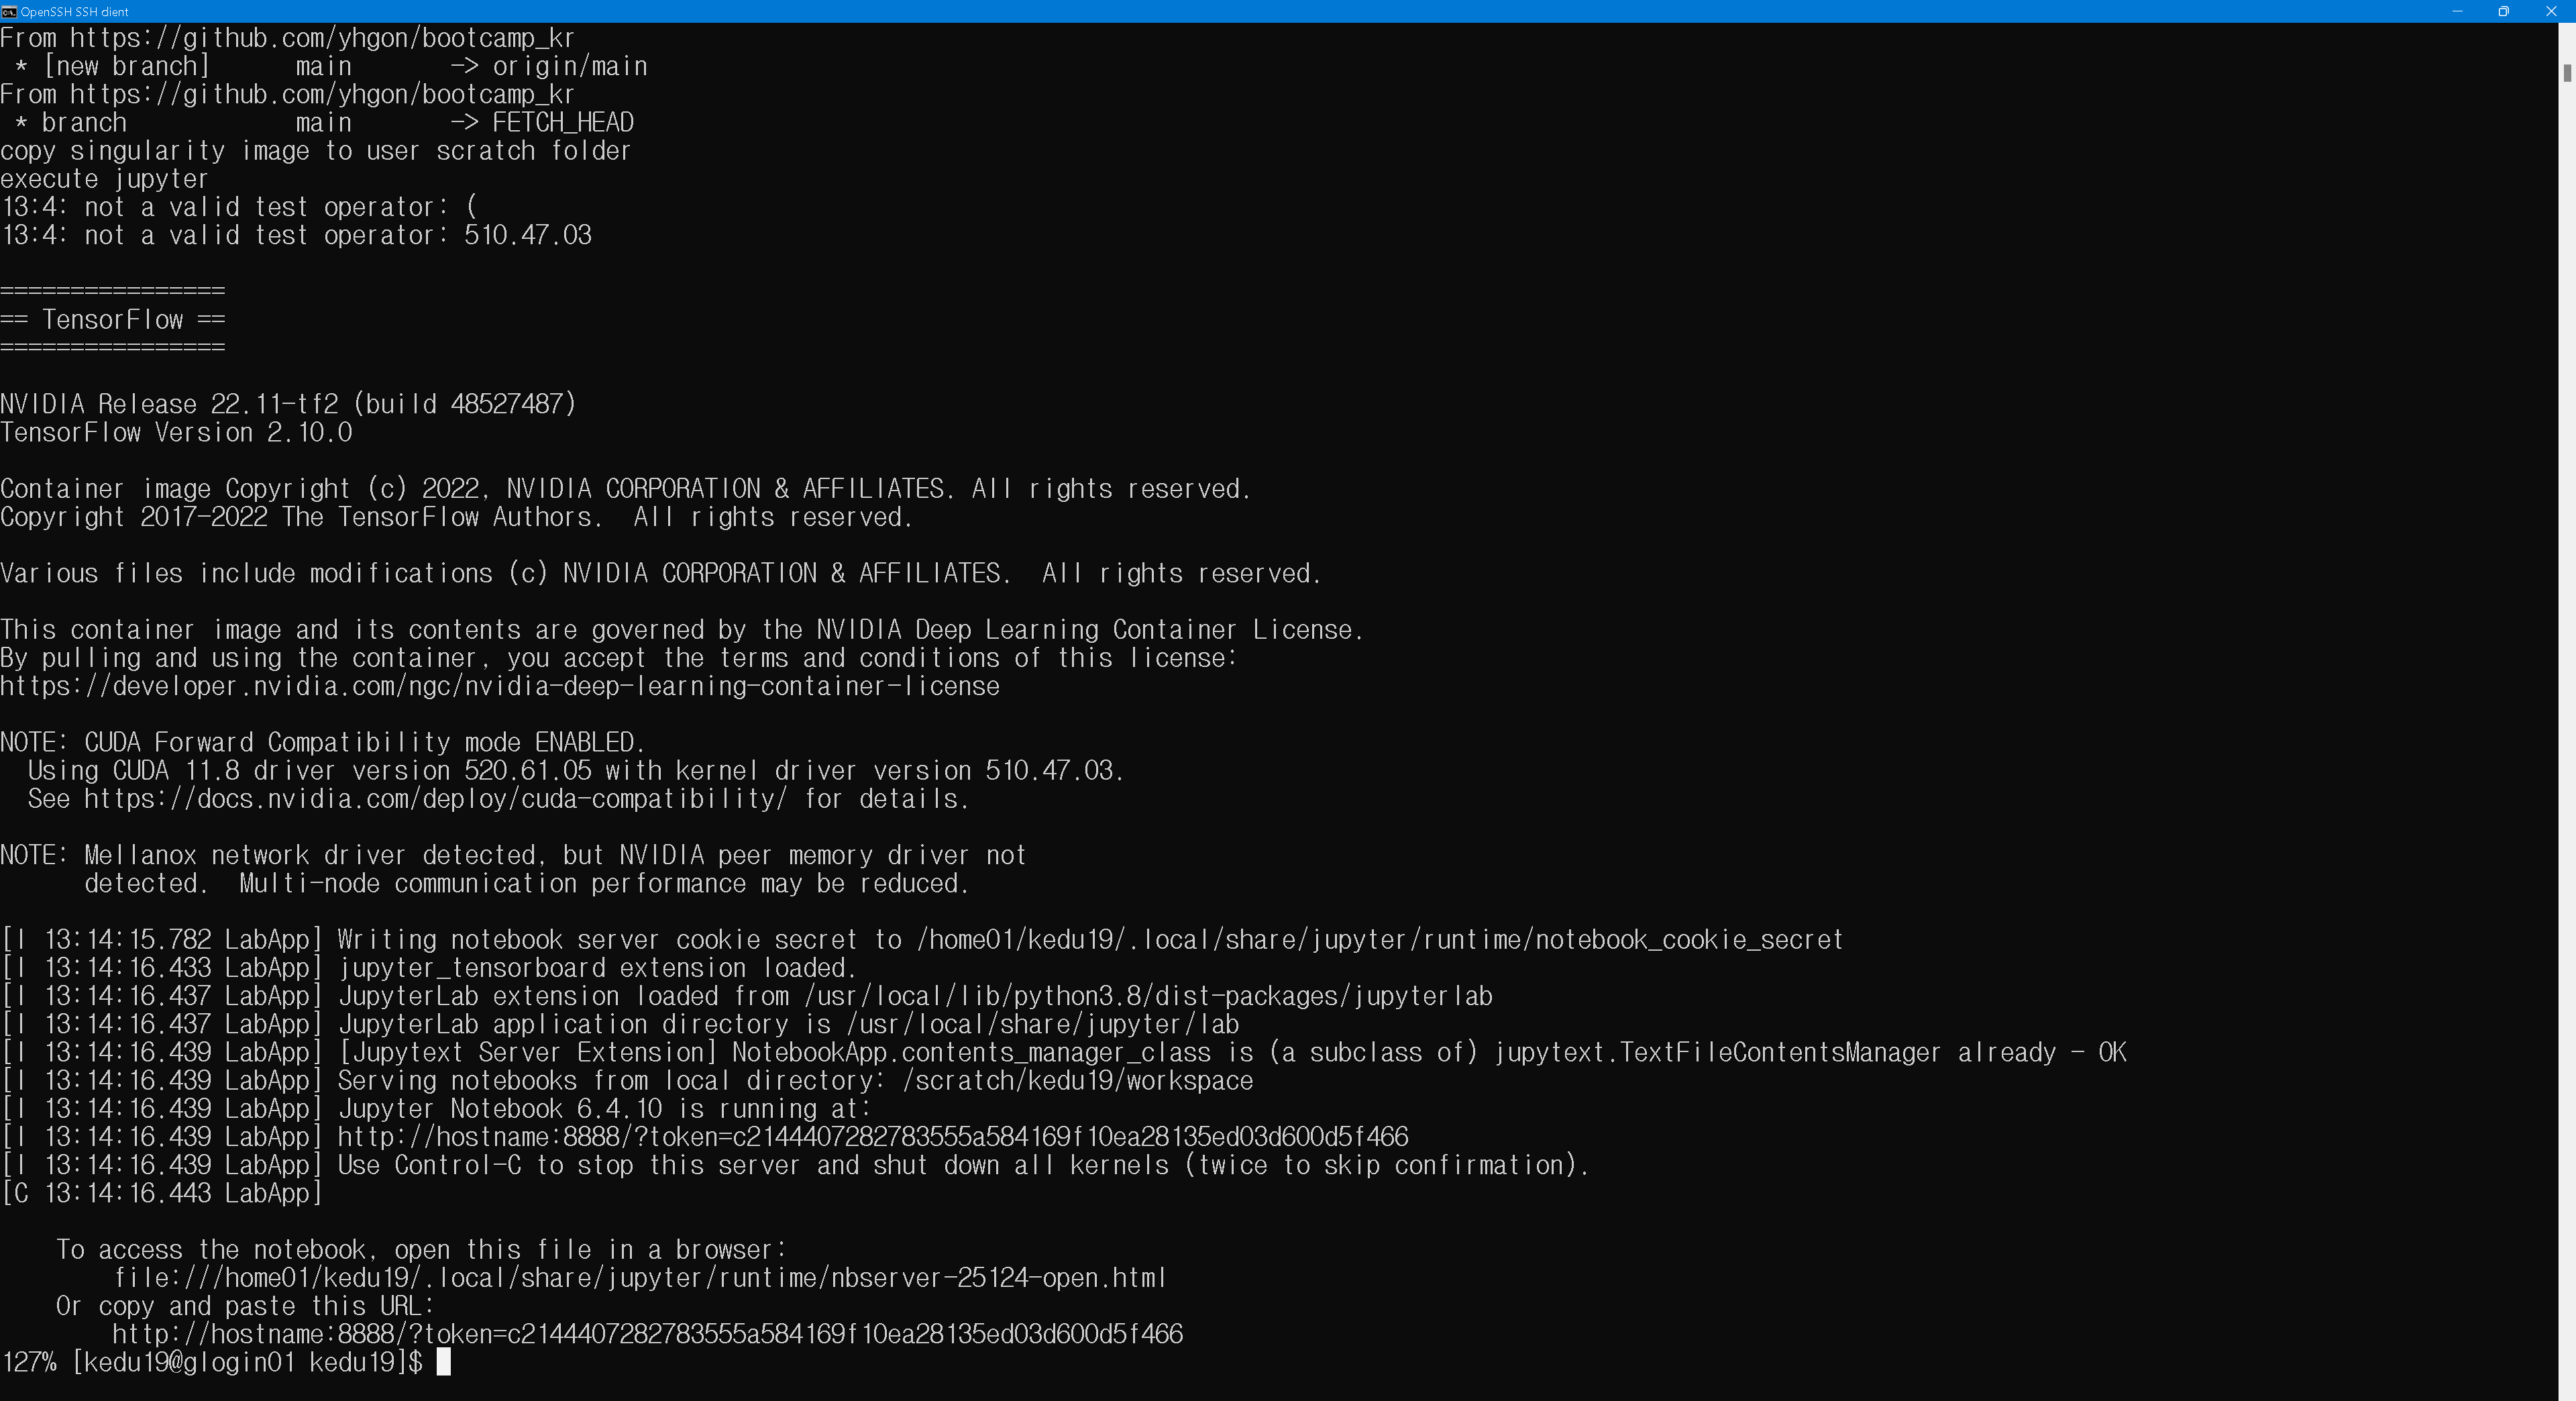 OpenSSH SSH client
From https://github.com/yhgon/bootcamp_kr
 * [new branch]      main       -> origin/main
From https://github.com/yhgon/bootcamp_kr
 * branch            main       -> FETCH_HEAD
copy singularity image to user scratch folder
execute jupyter
13:4: not a valid test operator: (
13:4: not a valid test operator: 510.47.03
================
== TensorFlow ==
================
NVIDIA Release 22.11-tf2 (build 48527487)
TensorFlow Version 2.10.0
Container image Copyright (c) 2022, NVIDIA CORPORATION & AFFILIATES. All rights reserved.
Copyright 2017-2022 The TensorFlow Authors.  All rights reserved.
Various files include modifications (c) NVIDIA CORPORATION & AFFILIATES.  All rights reserved.
This container image and its contents are governed by the NVIDIA Deep Learning Container License.
By pulling and using the container, you accept the terms and conditions of this license:
https://developer.nvidia.com/ngc/nvidia-deep-learning-container-license
NOTE: CUDA Forward Compatibility mode ENABLED.
  Using CUDA 11.8 driver version 520.61.05 with kernel driver version 510.47.03.
  See https://docs.nvidia.com/deploy/cuda-compatibility/ for details.
NOTE: Mellanox network driver detected, but NVIDIA peer memory driver not
      detected.  Multi-node communication performance may be reduced.
[I 13:14:15.782 LabApp] Writing notebook server cookie secret to /home01/kedu19/.local/share/jupyter/runtime/notebook_cookie_secret
[I 13:14:16.433 LabApp] jupyter_tensorboard extension loaded.
[I 13:14:16.437 LabApp] JupyterLab extension loaded from /usr/local/lib/python3.8/dist-packages/jupyterlab
[I 13:14:16.437 LabApp] JupyterLab application directory is /usr/local/share/jupyter/lab
[I 13:14:16.439 LabApp] [Jupytext Server Extension] NotebookApp.contents_manager_class is (a subclass of) jupytext.TextFileContentsManager already - OK
[I 13:14:16.439 LabApp] Serving notebooks from local directory: /scratch/kedu19/workspace
[I 13:14:16.439 LabApp] Jupyter Notebook 6.4.10 is running at:
[I 13:14:16.439 LabApp] http://hostname:8888/?token=c2144407282783555a584169f10ea28135ed03d600d5f466
[I 13:14:16.439 LabApp] Use Control-C to stop this server and shut down all kernels (twice to skip confirmation).
[C 13:14:16.443 LabApp]
    To access the notebook, open this file in a browser:
        file:///home01/kedu19/.local/share/jupyter/runtime/nbserver-25124-open.html
    Or copy and paste this URL:
        http://hostname:8888/?token=c2144407282783555a584169f10ea28135ed03d600d5f466
127% [kedu19@glogin01 kedu19]$